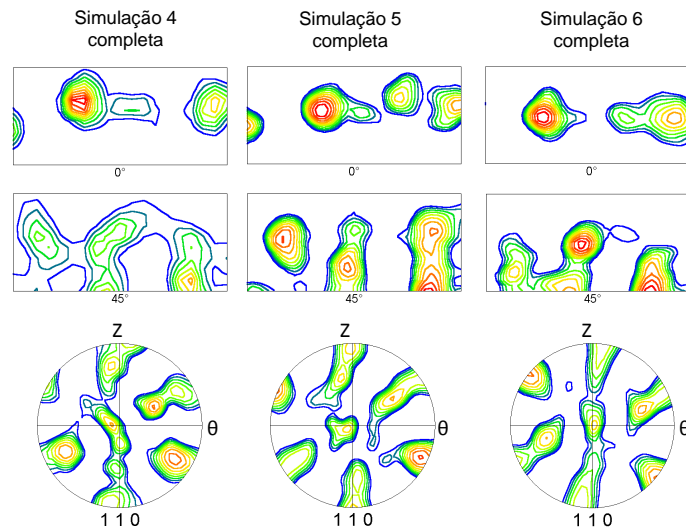 Simulação 4
completa
Simulação 5
completa
Simulação 6
completa
0°
0°
0°
45°
45°
45°
Z
Z
Z
θ
θ
θ
1 1 0
1 1 0
1 1 0